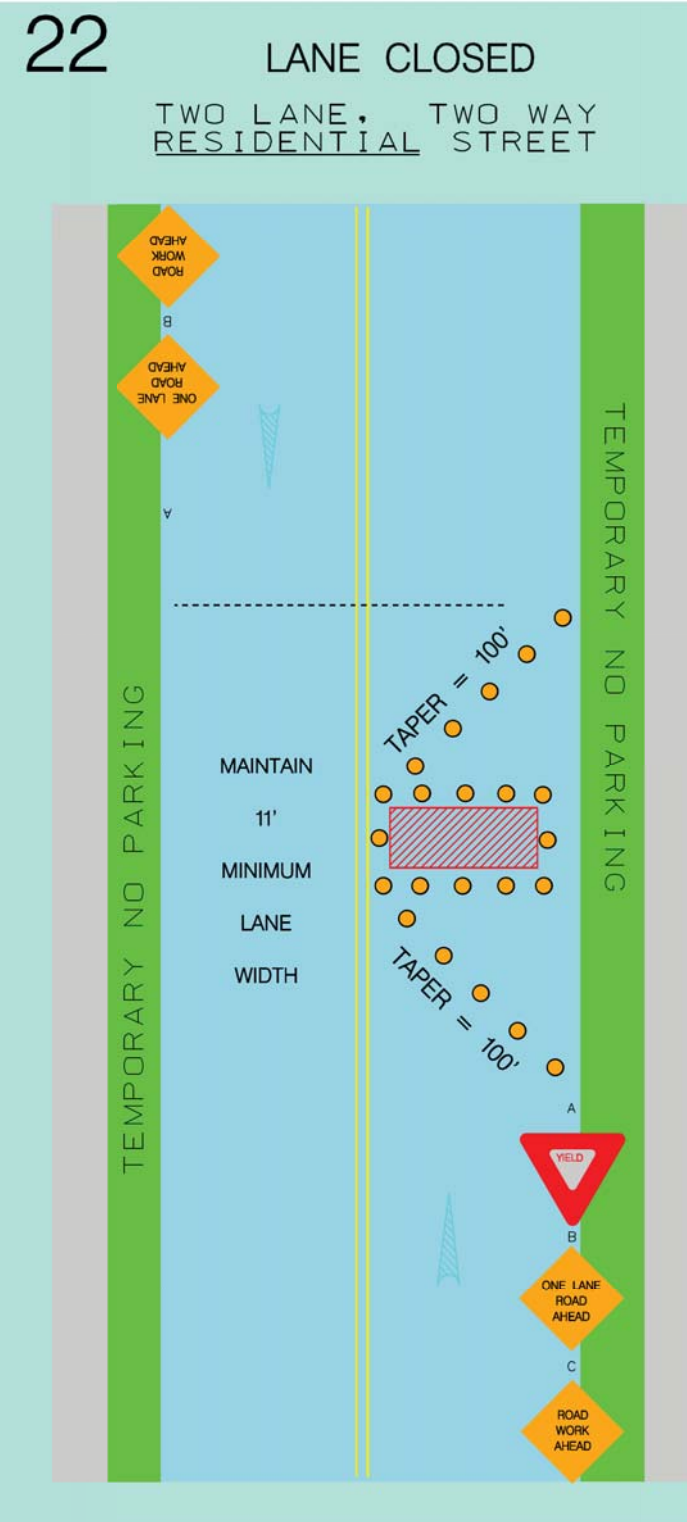 22
LANE CLOSED
TWO LANE, TWO WAY
RESIDENTIAL STREET
ROAD
WORK
AHEAD
B
ONE LANE
ROAD
AHEAD
A
TEMPORARY NO PARKING
TEMPORARY NO PARKING
TAPER = 100'
MAINTAIN
11'
MINIMUM
LANE
WIDTH
TAPER = 100'
A
YIELD
B
ONE LANE
ROAD
AHEAD
C
ROAD
WORK
AHEAD